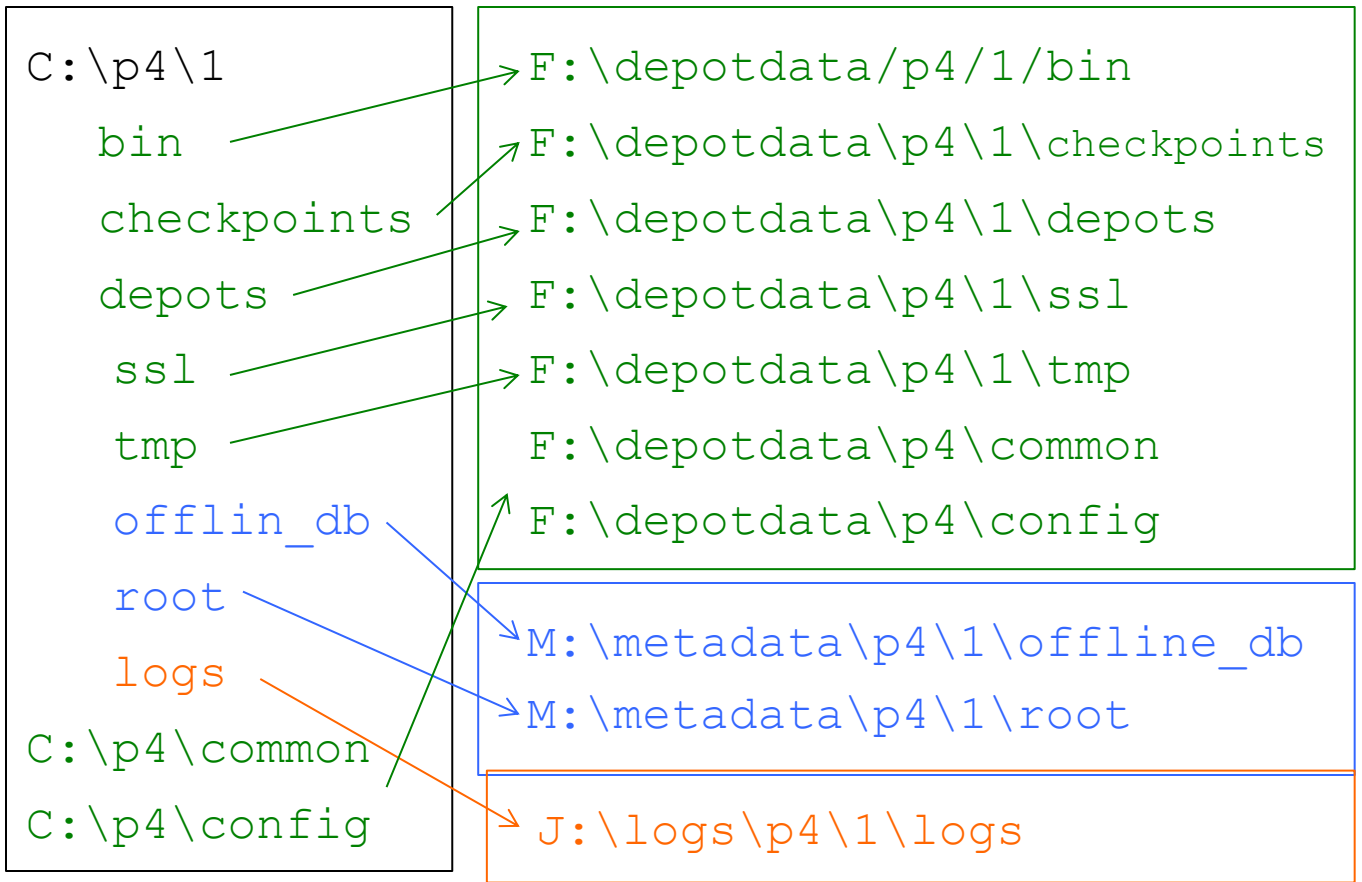 C:\p4\1
bin
checkpoints
depots
ssl
tmp
offlin_db
root
logs
C:\p4\common
C:\p4\config
F:\depotdata/p4/1/bin
F:\depotdata\p4\1\checkpoints
F:\depotdata\p4\1\depots
F:\depotdata\p4\1\ssl
F:\depotdata\p4\1\tmp
F:\depotdata\p4\common
F:\depotdata\p4\config
M:\metadata\p4\1\offline_db
M:\metadata\p4\1\root
J:\logs\p4\1\logs